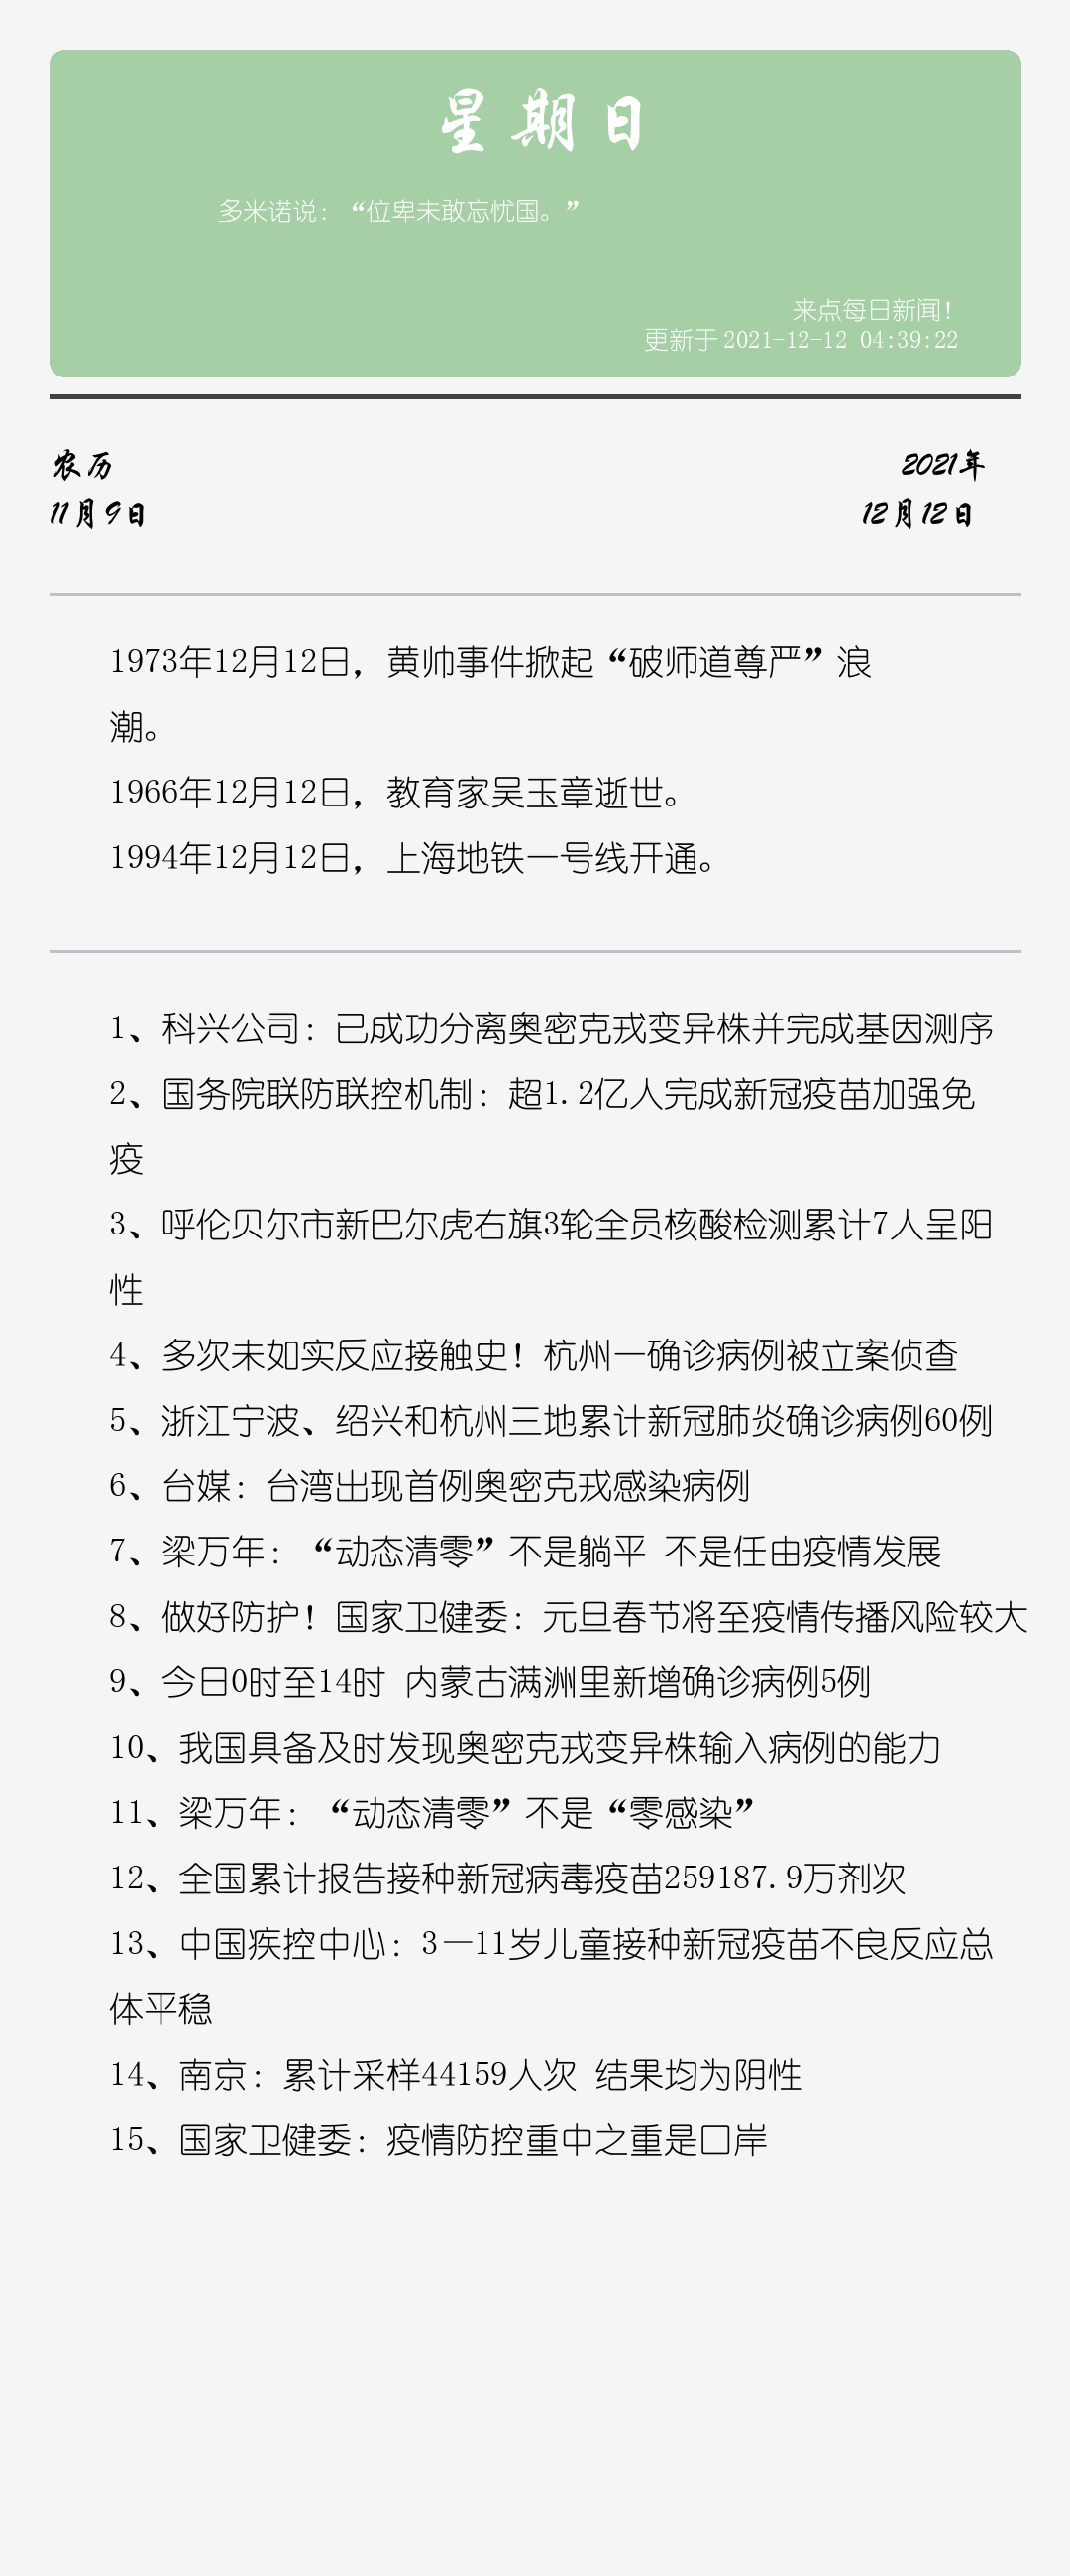 星期日
多米诺说：“位卑未敢忘忧国。”
来点每日新闻！
更新于 2021-12-12 04:39:22
农历
2021年
11月9日
12月12日
1973年12月12日，黄帅事件掀起“破师道尊严”浪
潮。
1966年12月12日，教育家吴玉章逝世。
1994年12月12日，上海地铁一号线开通。
1、科兴公司：已成功分离奥密克戎变异株并完成基因测序
2、国务院联防联控机制：超1.2亿人完成新冠疫苗加强免
疫
3、呼伦贝尔市新巴尔虎右旗3轮全员核酸检测累计7人呈阳
性
4、多次未如实反应接触史！杭州一确诊病例被立案侦查
5、浙江宁波、绍兴和杭州三地累计新冠肺炎确诊病例60例
6、台媒：台湾出现首例奥密克戎感染病例
7、梁万年：“动态清零”不是躺平 不是任由疫情发展
8、做好防护！国家卫健委：元旦春节将至疫情传播风险较大
9、今日0时至14时 内蒙古满洲里新增确诊病例5例
10、我国具备及时发现奥密克戎变异株输入病例的能力
11、梁万年：“动态清零”不是“零感染”
12、全国累计报告接种新冠病毒疫苗259187.9万剂次
13、中国疾控中心：3—11岁儿童接种新冠疫苗不良反应总
体平稳
14、南京：累计采样44159人次 结果均为阴性
15、国家卫健委：疫情防控重中之重是口岸